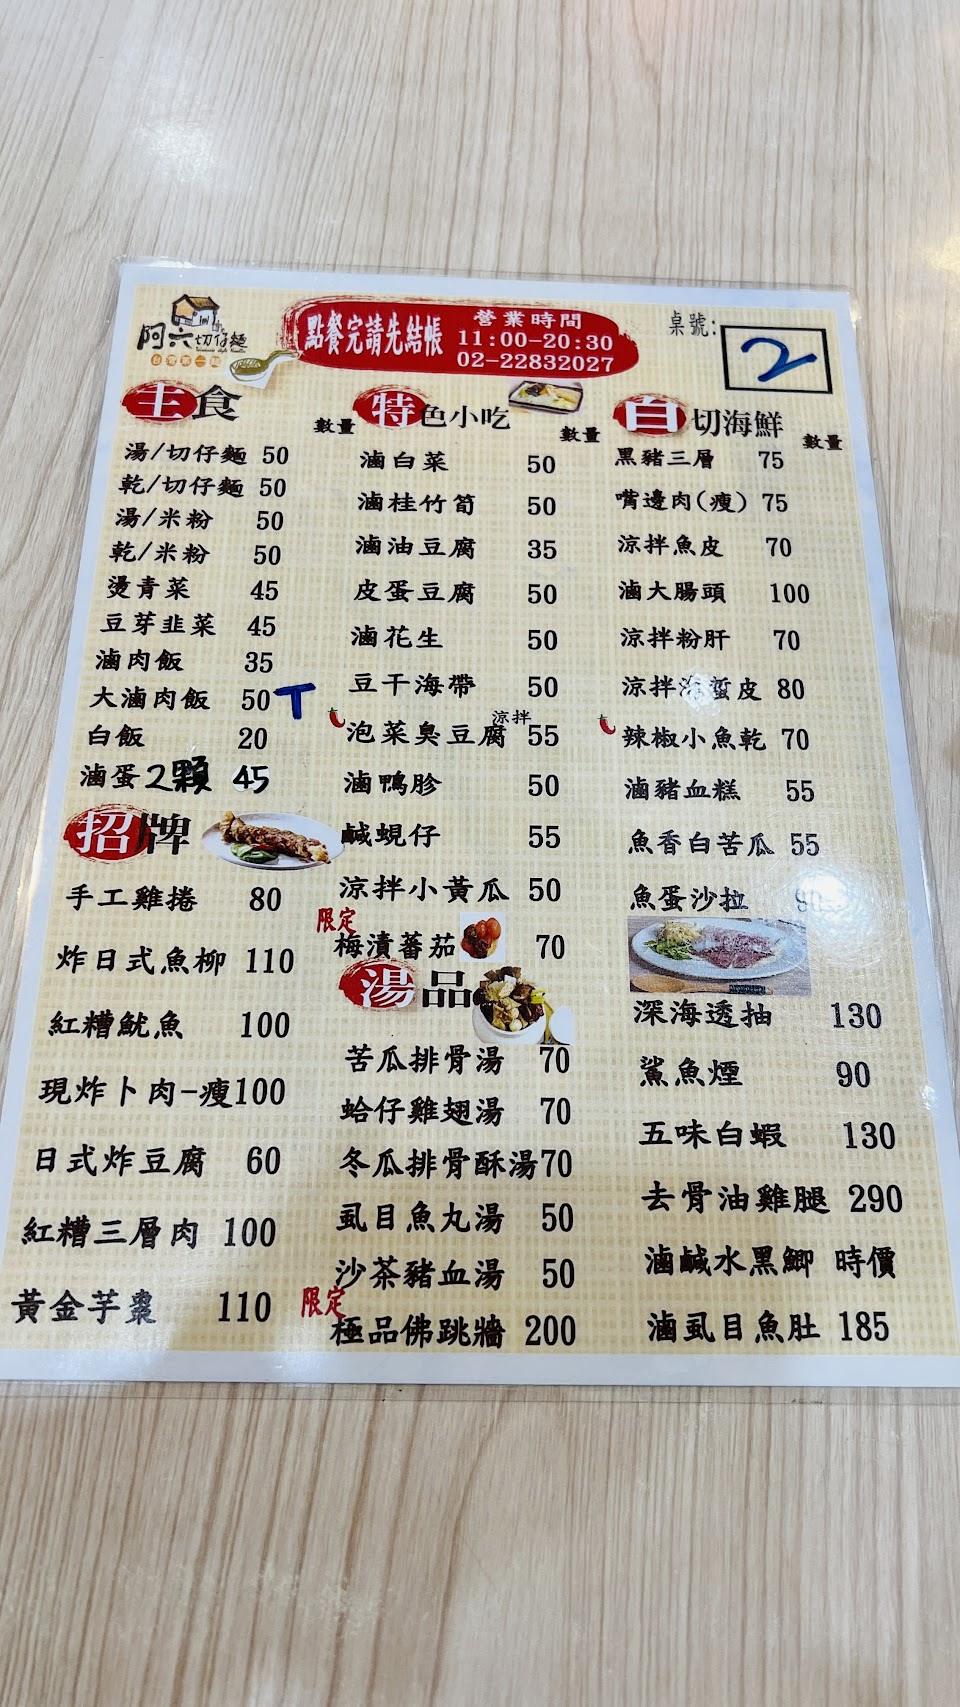 阿六切仔麵
點餐完請先結帳
營業時間
11:00-20:30
02-22832027
桌號:
2
主食 數量
湯/切仔麵 50
乾/切仔麵 50
湯/米粉 50
乾/米粉 50
燙青菜 45
豆芽韭菜 45
滷肉飯 35
大滷肉飯 50 T
白飯 20
滷蛋2顆 45
招牌
手工雞捲 80
炸日式魚柳 110
紅糟魷魚 100
現炸卜肉-瘦100
日式炸豆腐 60
紅糟三層肉 100
黃金芋棗 110
特色小吃 數量
滷白菜 50
滷桂竹筍 50
滷油豆腐 35
皮蛋豆腐 50
滷花生 50
豆干海帶 50
涼拌
泡菜臭豆腐 55
滷鴨胗 50
鹹蜆仔 55
涼拌小黃瓜 50
限定
梅漬蕃茄 70
湯品
苦瓜排骨湯 70
蛤仔雞翅湯 70
冬瓜排骨酥湯70
虱目魚丸湯 50
沙茶豬血湯 50
限定
極品佛跳牆 200
白切海鮮 數量
黑豬三層 75
嘴邊肉(瘦) 75
涼拌魚皮 70
滷大腸頭 100
涼拌粉肝 70
涼拌海蜇皮 80
辣椒小魚乾 70
滷豬血糕 55
魚香白苦瓜 55
魚蛋沙拉 90
深海透抽 130
鯊魚煙 90
五味白蝦 130
去骨油雞腿 290
滷鹹水黑鯽 時價
滷虱目魚肚 185